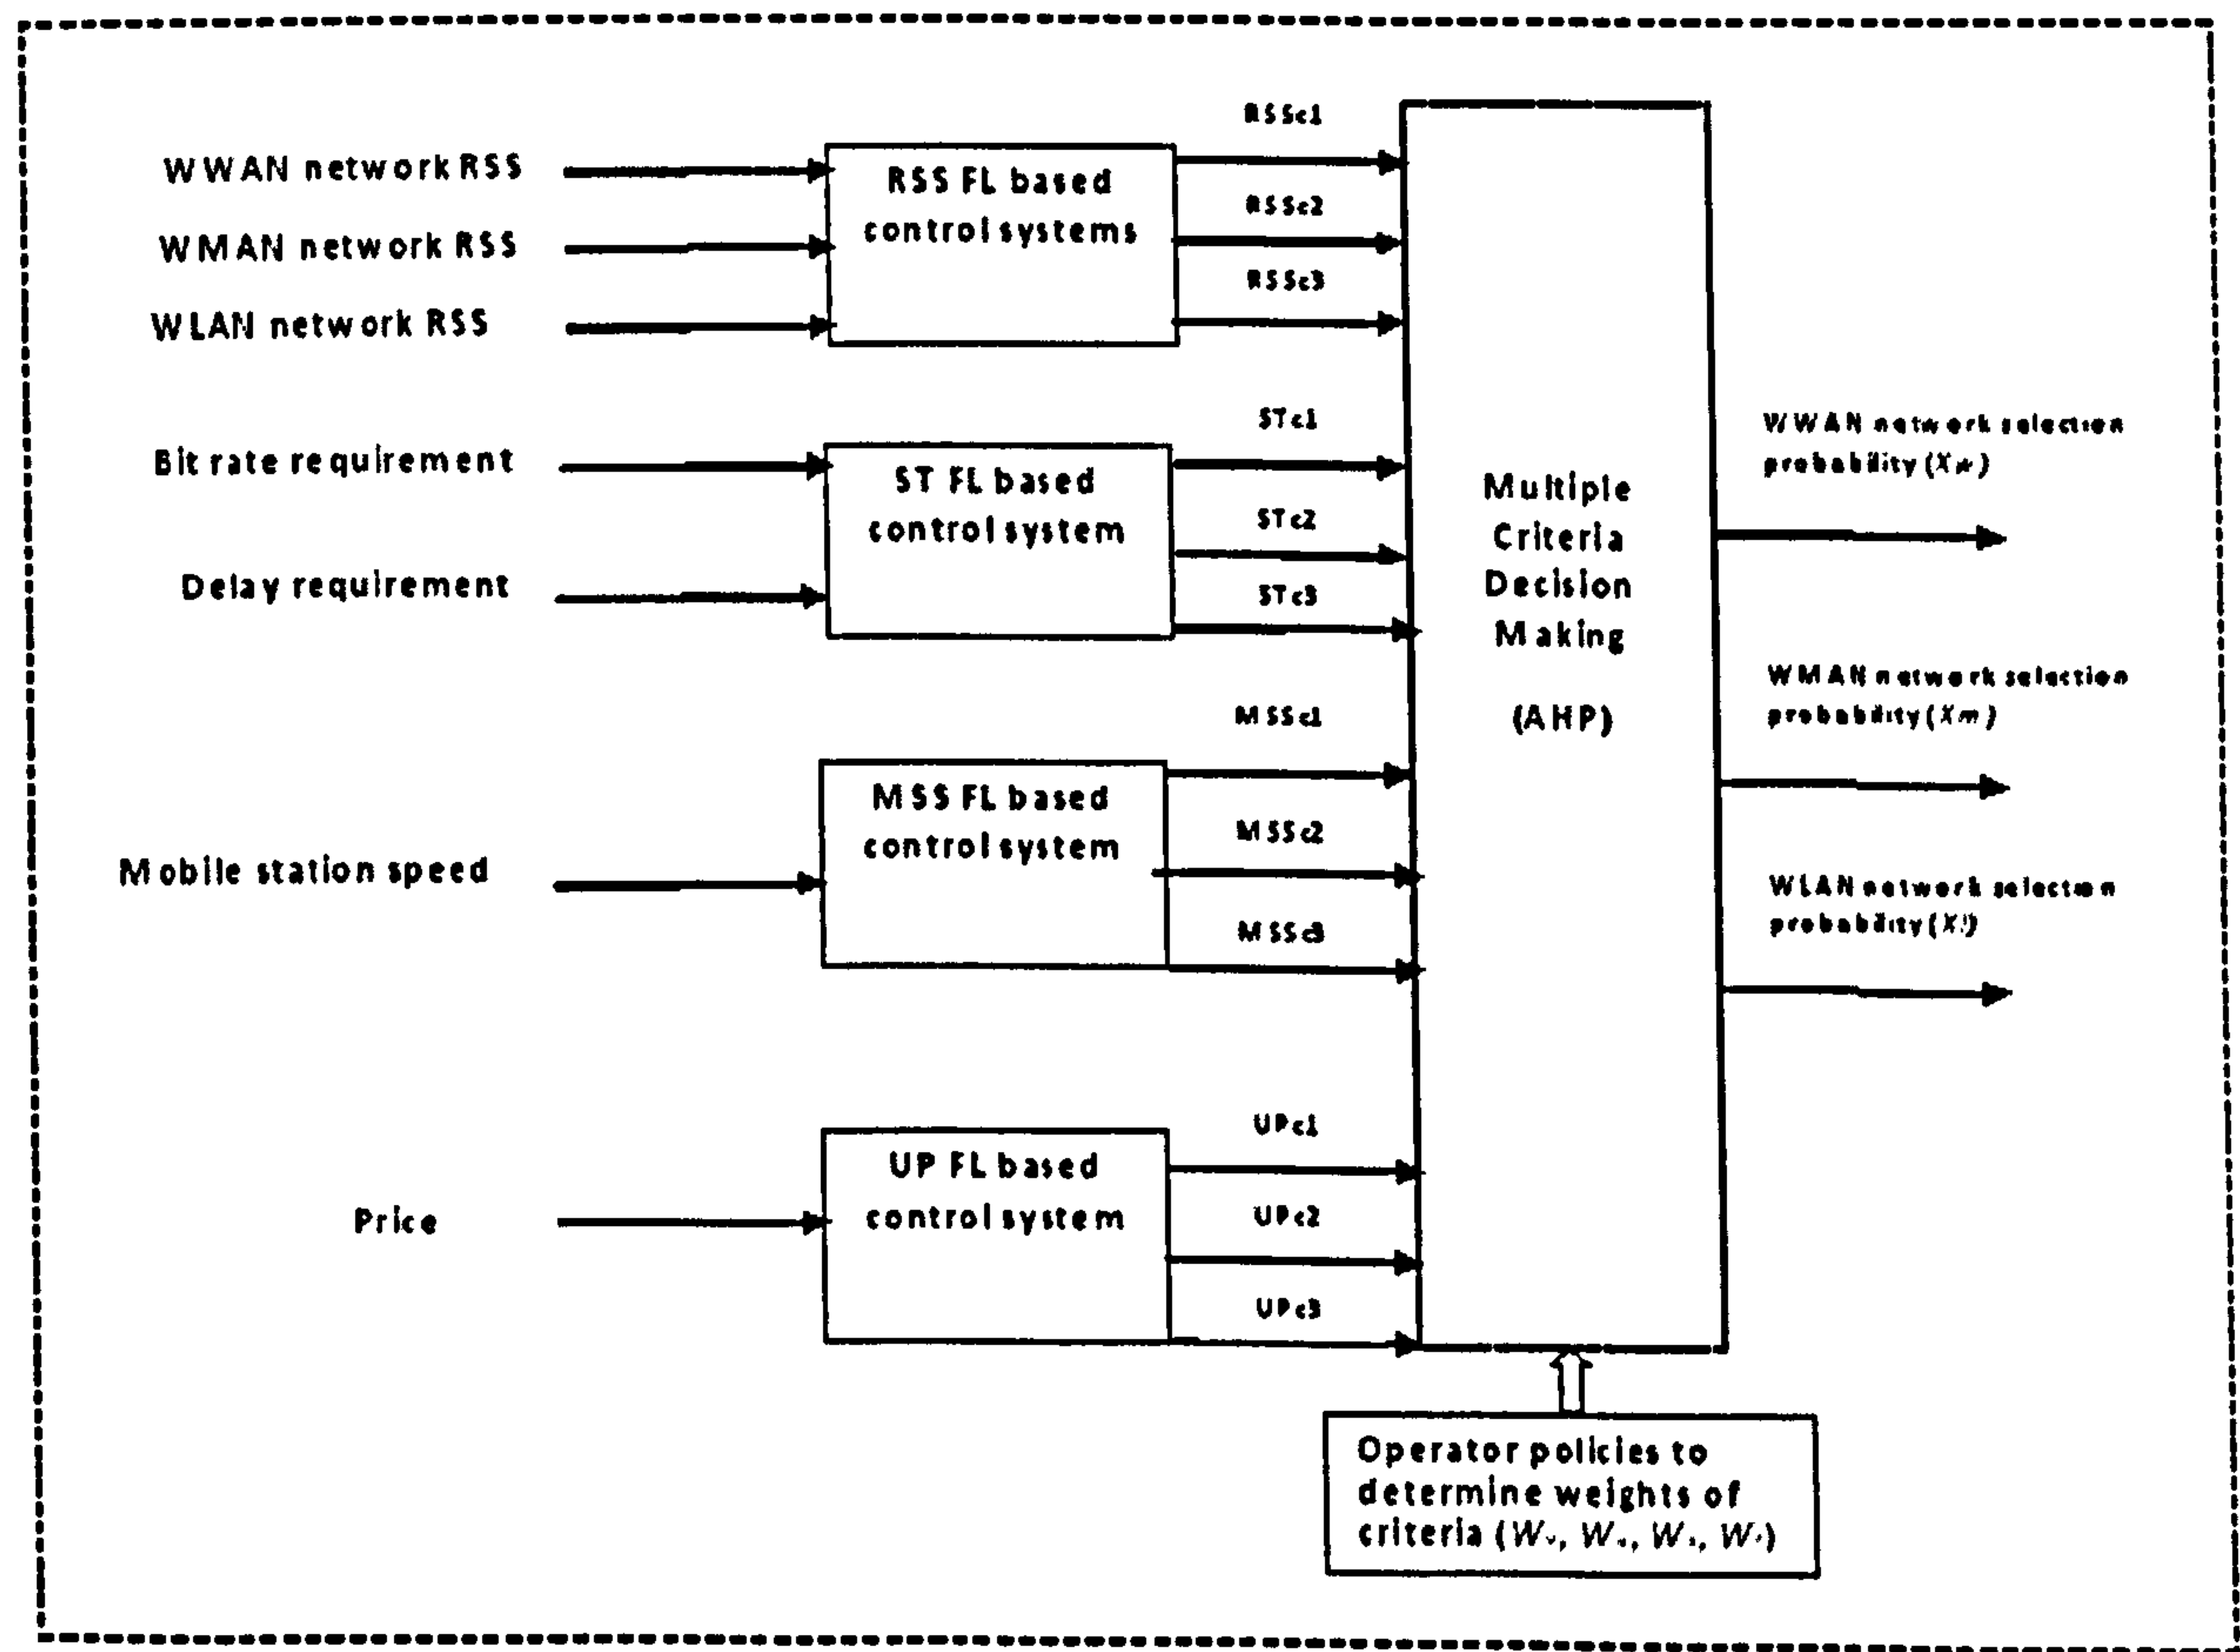 WWAN network RSS
WMAN network RSS
WLAN network RSS
RSS FL based
control systems
RSSc1
RSSc2
RSSc3
Bit rate requirement
Delay requirement
ST FL based
control system
STc1
STc2
STc3
Mobile station speed
MSS FL based
control system
MSSc1
MSSc2
MSSc3
Price
UP FL based
control system
UPc1
UPc2
UPc3
Multiple
Criteria
Decision
Making
(AHP)
WWAN network selection
probability (Xw)
WMAN network selection
probability (Xm)
WLAN network selection
probability
Operator policies to
determine weights of
criteria